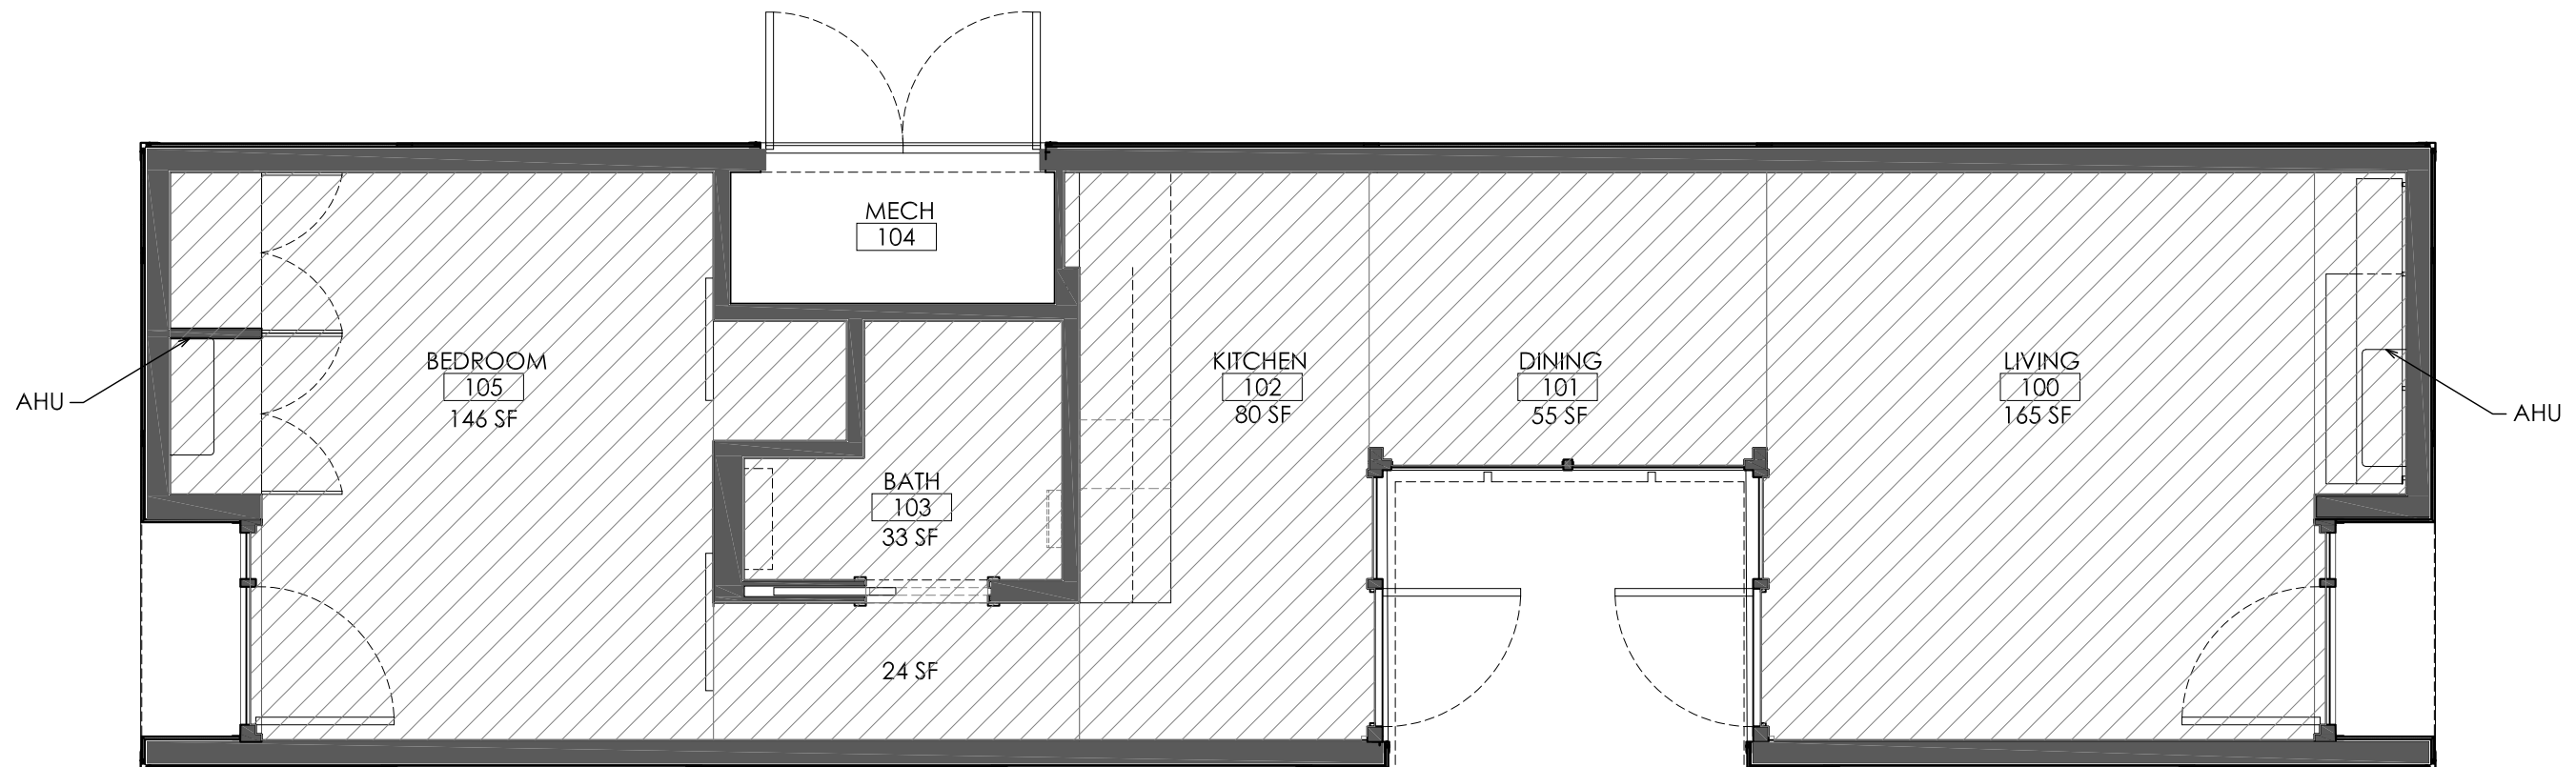 MECH
104
BEDROOM
105
146 SF
KITCHEN
102
80 SF
DINING
101
55 SF
LIVING
100
165 SF
AHU
AHU
BATH
103
33 SF
24 SF